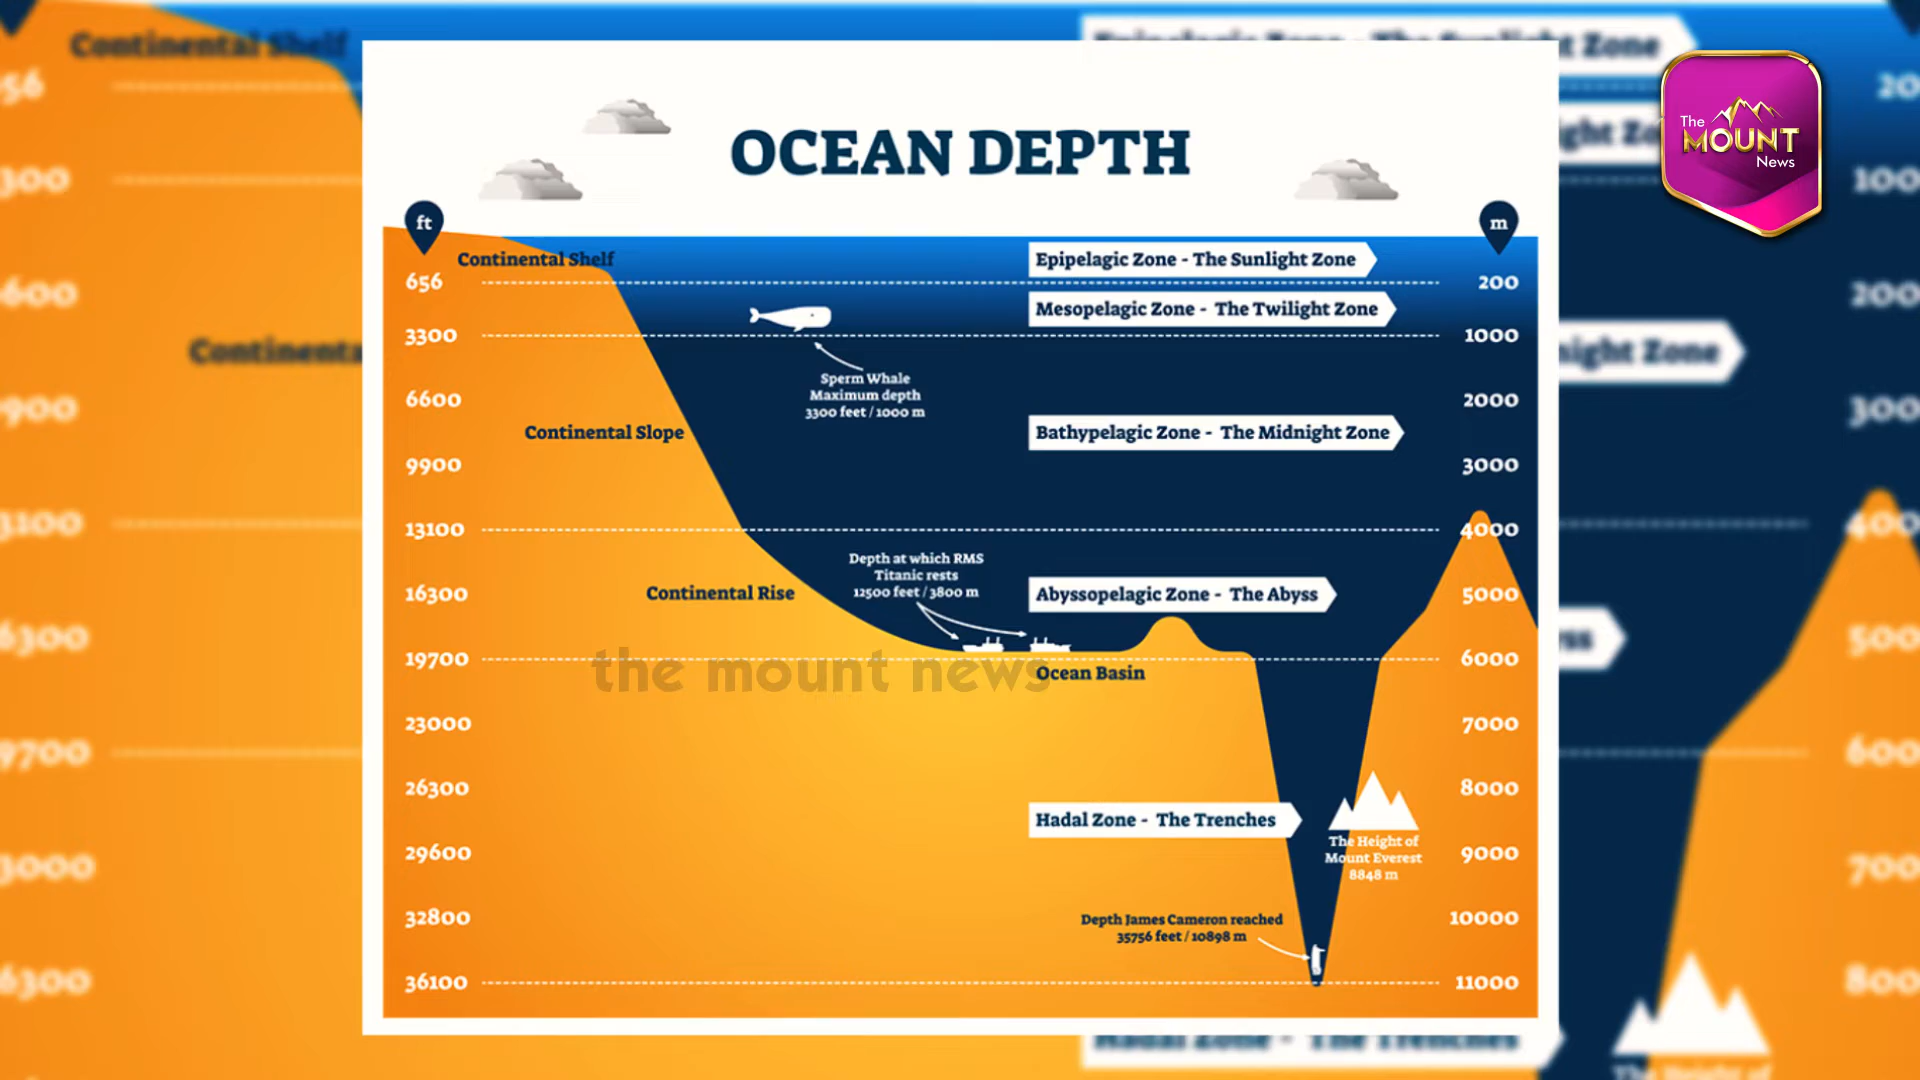 OCEAN DEPTH
The
MOUNT
News
ft
m
Continental Shelf
Epipelagic Zone - The Sunlight Zone
656
200
Mesopelagic Zone - The Twilight Zone
3300
1000
Sperm Whale
Maximum depth
3300 feet / 1000 m
6600
2000
Continental Slope
Bathypelagic Zone - The Midnight Zone
9900
3000
13100
4000
Depth at which RMS
Titanic rests
12500 feet / 3800 m
Continental Rise
16300
Abyssopelagic Zone - The Abyss
5000
19700
6000
the mount news
Ocean Basin
23000
7000
26300
8000
Hadal Zone - The Trenches
The Height of
Mount Everest
8848 m
29600
9000
32800
10000
Depth James Cameron reached
35756 feet / 10898 m
36100
11000